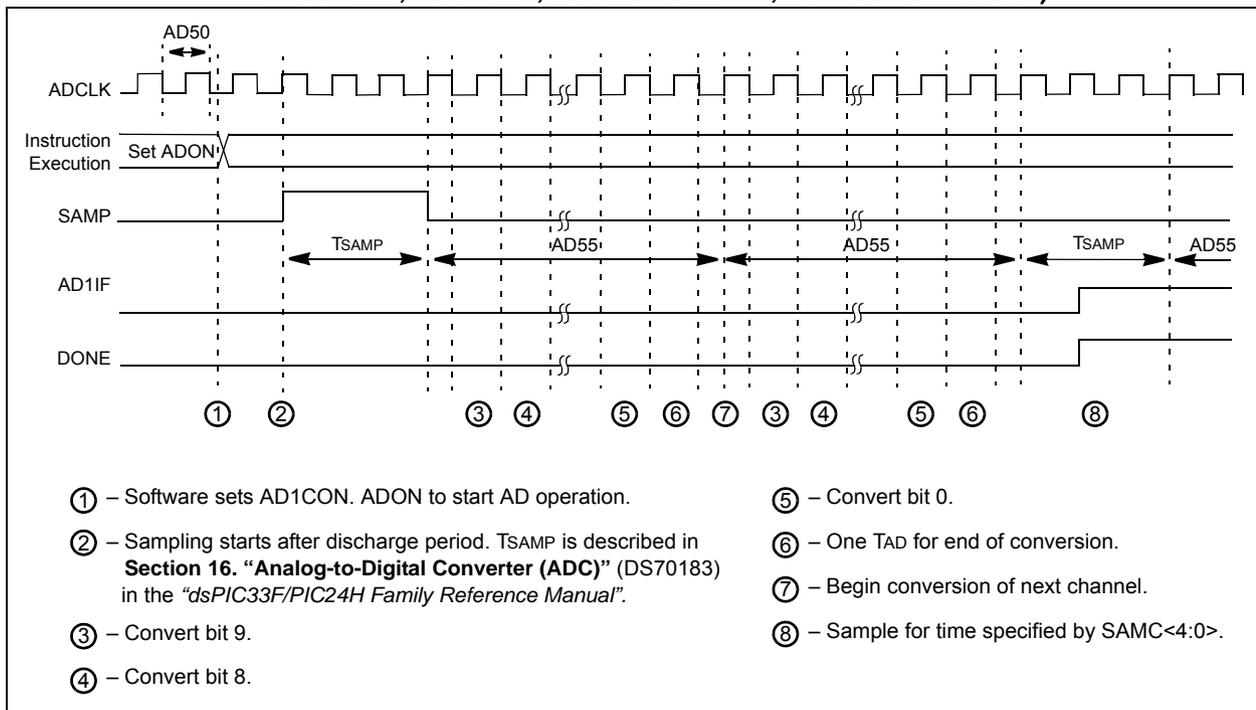 AD50
ADCLK
Instruction
Execution
Set ADON
SAMP
TSAMP
AD55
AD55
TSAMP
AD55
AD1IF
DONE
1 2 3 4 5 6 7 3 4 5 6 8
1 – Software sets AD1CON. ADON to start AD operation.
2 – Sampling starts after discharge period. TSAMP is described in
Section 16. “Analog-to-Digital Converter (ADC)” (DS70183)
in the “dsPIC33F/PIC24H Family Reference Manual”.
3 – Convert bit 9.
4 – Convert bit 8.
5 – Convert bit 0.
6 – One TAD for end of conversion.
7 – Begin conversion of next channel.
8 – Sample for time specified by SAMC<4:0>.